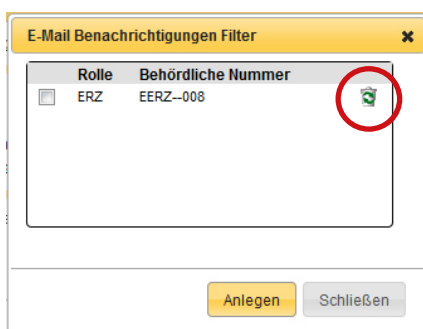 E-Mail Benachrichtigungen Filter
Rolle Behördliche Nummer
ERZ EERZ--008
Anlegen Schließen